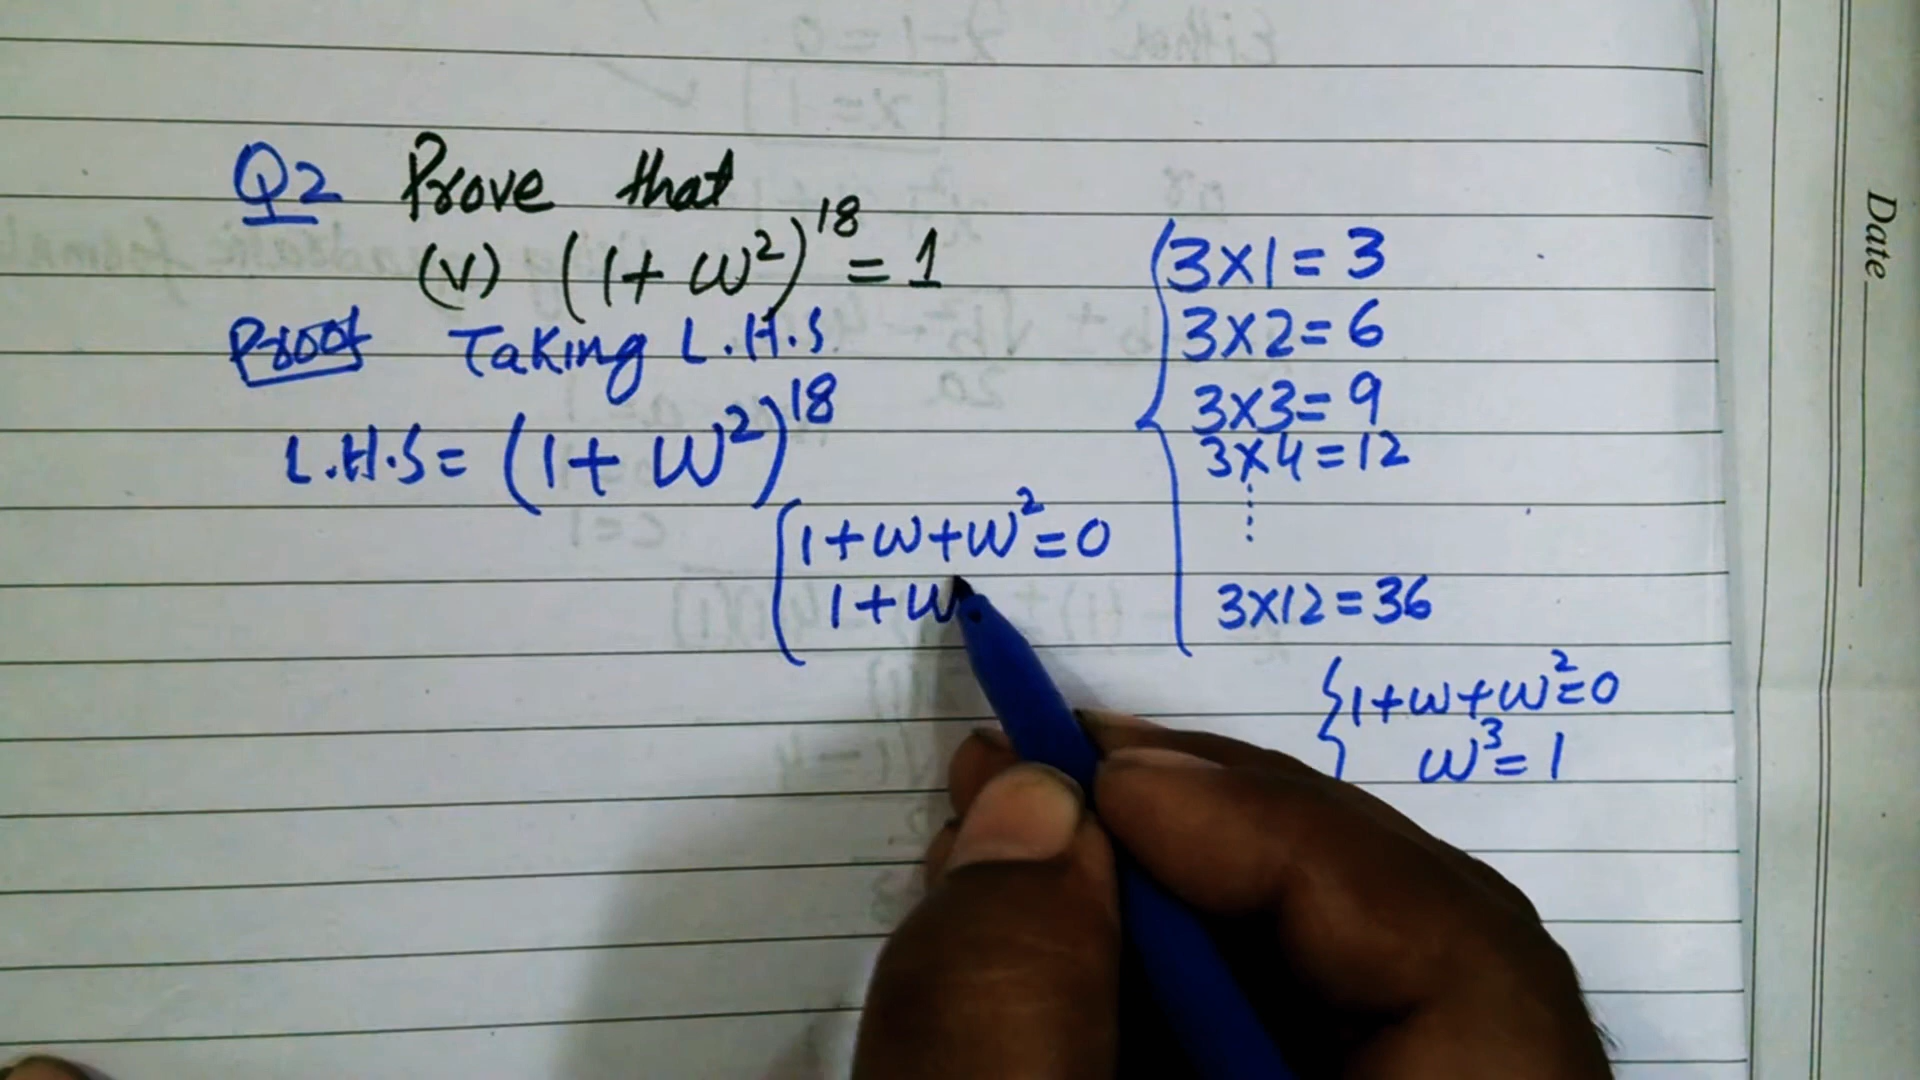 Q2 Prove that
(v) (1 + ω²)¹⁸ = 1
Proof Taking L.H.S
L.H.S = (1 + ω²)¹⁸
1 + ω + ω² = 0
1 + ω
3×1 = 3
3×2 = 6
3×3 = 9
3×4 = 12
⋮
3×12 = 36
1 + ω + ω² = 0
ω³ = 1
Date